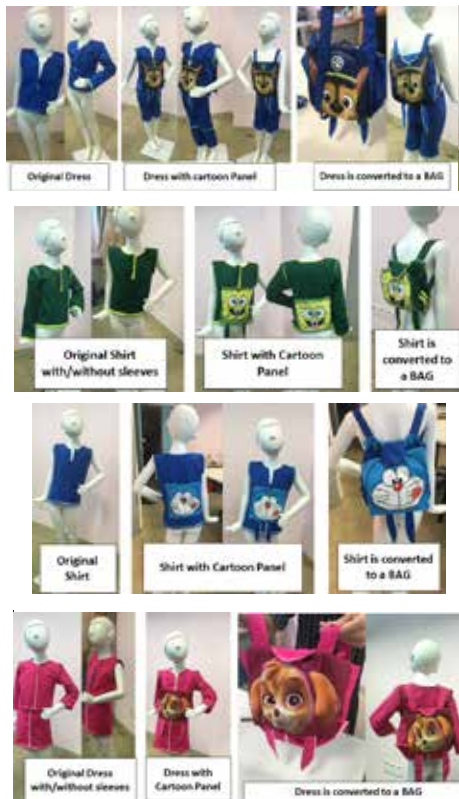 Original Dress
Dress with cartoon Panel
Dress is converted to a BAG
Original Shirt
with/without sleeves
Shirt with Cartoon
Panel
Shirt is
converted to
a BAG
Original
Shirt
Shirt with Cartoon Panel
Shirt is converted
to a BAG
Original Dress
with/without sleeves
Dress with
Cartoon Panel
Dress is converted to a BAG